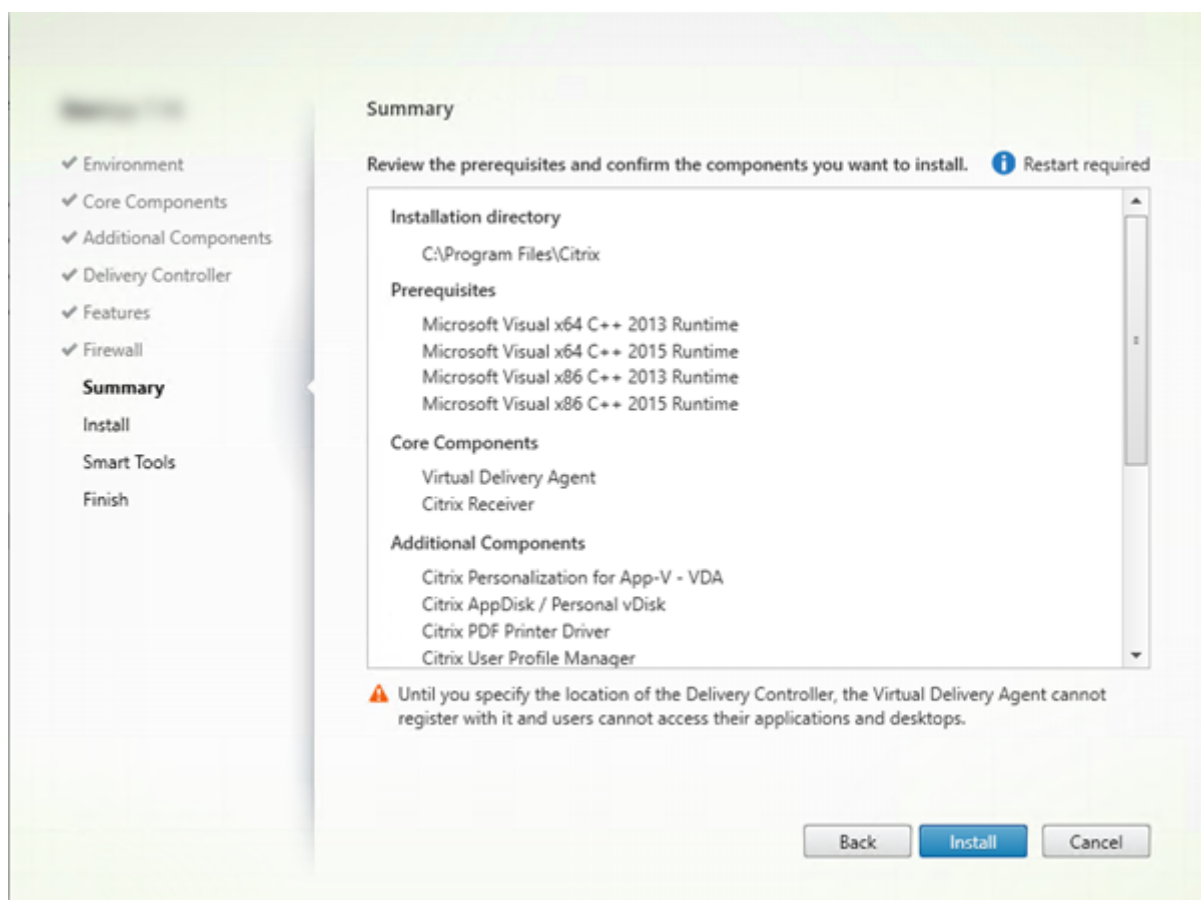 Environment
Core Components
Additional Components
Delivery Controller
Features
Firewall
Summary
Install
Smart Tools
Finish
Summary
Review the prerequisites and confirm the components you want to install.
Restart required
Installation directory
C:\Program Files\Citrix
Prerequisites
Microsoft Visual x64 C++ 2013 Runtime
Microsoft Visual x64 C++ 2015 Runtime
Microsoft Visual x86 C++ 2013 Runtime
Microsoft Visual x86 C++ 2015 Runtime
Core Components
Virtual Delivery Agent
Citrix Receiver
Additional Components
Citrix Personalization for App-V - VDA
Citrix AppDisk / Personal vDisk
Citrix PDF Printer Driver
Citrix User Profile Manager
Until you specify the location of the Delivery Controller, the Virtual Delivery Agent cannot
register with it and users cannot access their applications and desktops.
Back
Install
Cancel